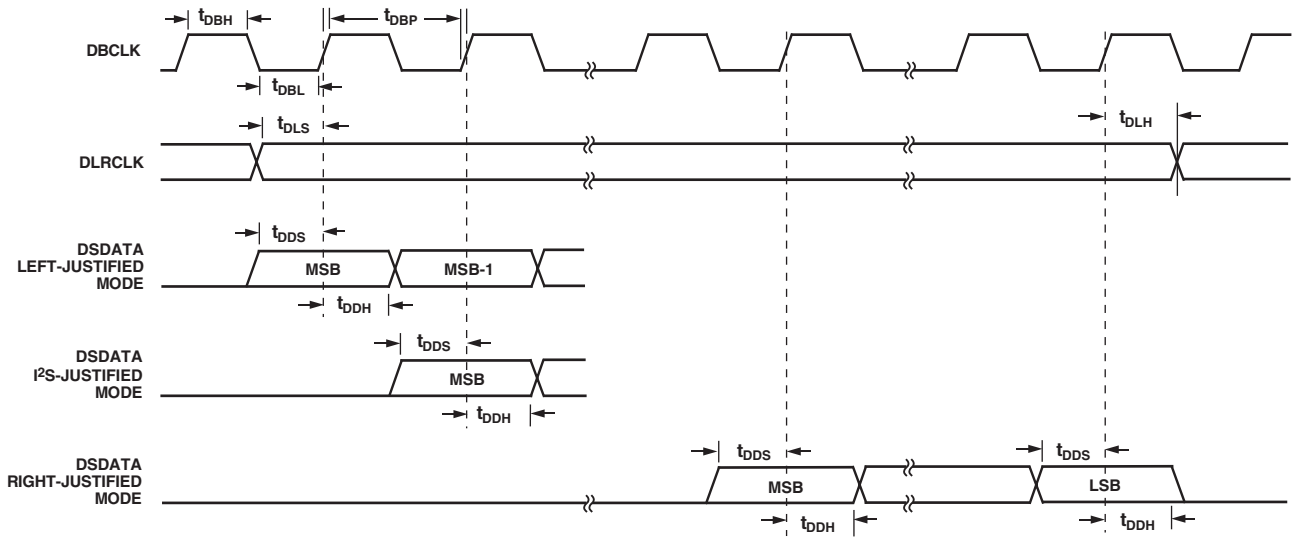 tDBH
tDBP
DBCLK
tDBL
tDLS
tDLH
DLRCLK
tDDS
DSDATA
LEFT-JUSTIFIED
MODE
MSB
MSB-1
tDDH
tDDS
DSDATA
I²S-JUSTIFIED
MODE
MSB
tDDH
tDDS
tDDS
DSDATA
RIGHT-JUSTIFIED
MODE
MSB
LSB
tDDH
tDDH